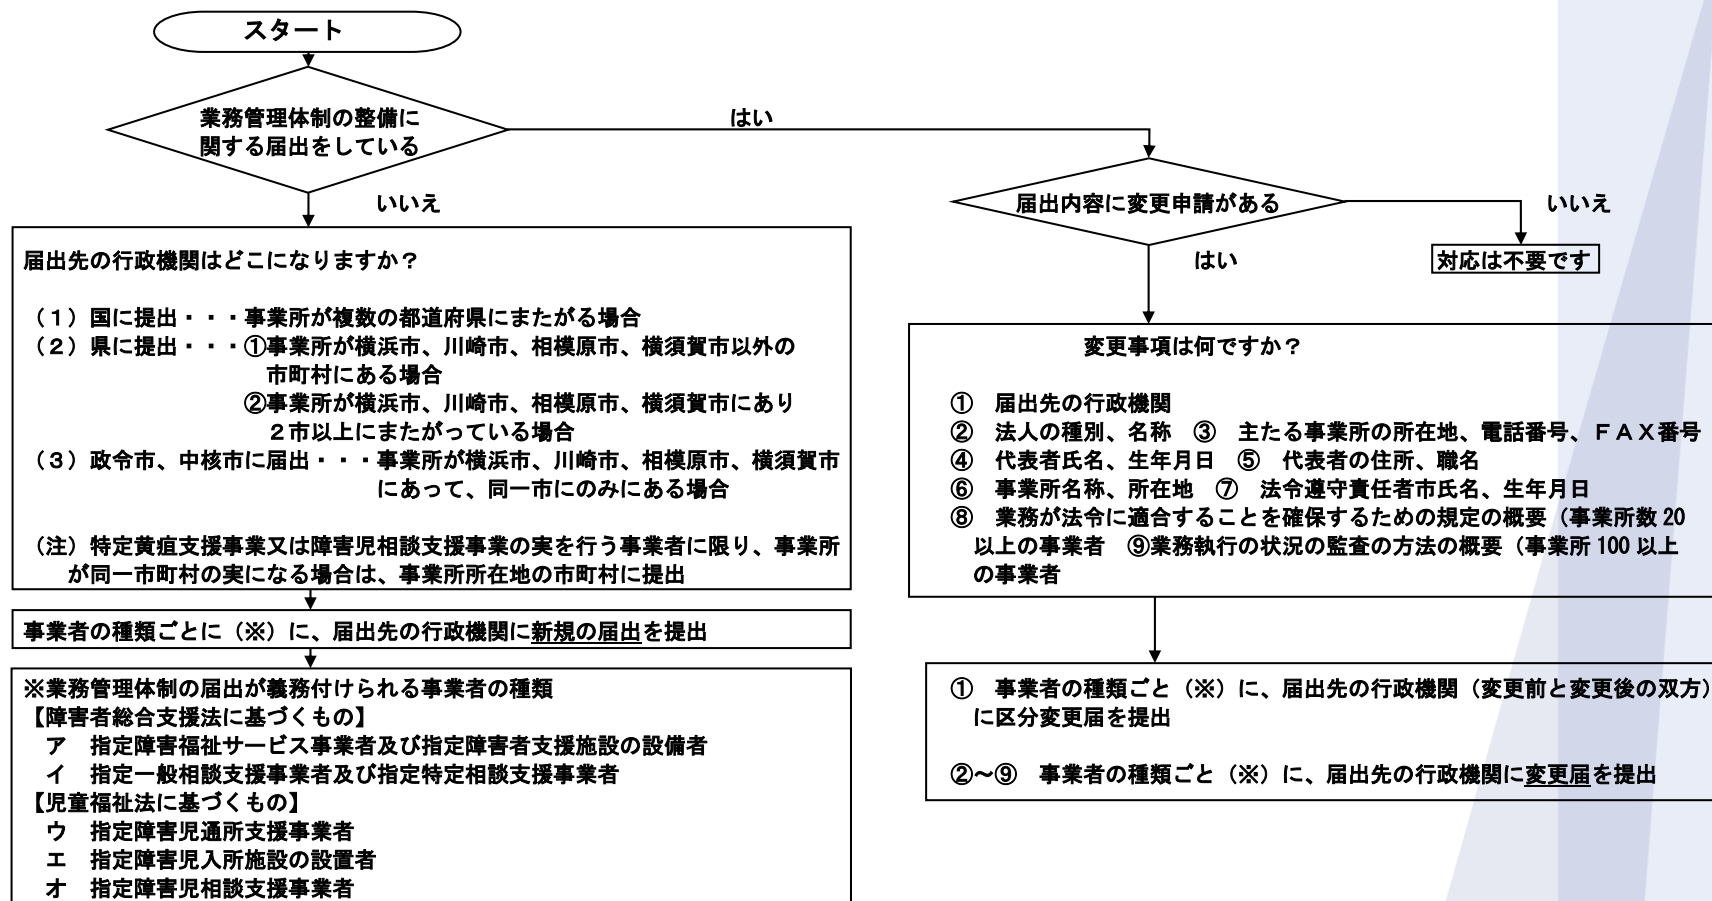 スタート
業務管理体制の整備に
関する届出をしている
はい
いいえ
届出先の行政機関はどこになりますか？
（１）国に提出・・・事業所が複数の都道府県にまたがる場合
（２）県に提出・・・①事業所が横浜市、川崎市、相模原市、横須賀市以外の
市町村にある場合
②事業所が横浜市、川崎市、相模原市、横須賀市にあり
２市以上にまたがっている場合
（３）政令市、中核市に届出・・・事業所が横浜市、川崎市、相模原市、横須賀市
にあって、同一市にのみにある場合
（注）特定黄疸支援事業又は障害児相談支援事業の実を行う事業者に限り、事業所
が同一市町村の実になる場合は、事業所所在地の市町村に提出
事業者の種類ごとに（※）に、届出先の行政機関に新規の届出を提出
※業務管理体制の届出が義務付けられる事業者の種類
【障害者総合支援法に基づくもの】
ア　指定障害福祉サービス事業者及び指定障害者支援施設の設備者
イ　指定一般相談支援事業者及び指定特定相談支援事業者
【児童福祉法に基づくもの】
ウ　指定障害児通所支援事業者
エ　指定障害児入所施設の設置者
オ　指定障害児相談支援事業者
届出内容に変更申請がある
いいえ
対応は不要です
はい
変更事項は何ですか？
①　届出先の行政機関
②　法人の種別、名称　③　主たる事業所の所在地、電話番号、ＦＡＸ番号
④　代表者氏名、生年月日　⑤　代表者の住所、職名
⑥　事業所名称、所在地　⑦　法令遵守責任者市氏名、生年月日
⑧　業務が法令に適合することを確保するための規定の概要（事業所数 20
以上の事業者　⑨業務執行の状況の監査の方法の概要（事業所 100 以上
の事業者
①　事業者の種類ごと（※）に、届出先の行政機関（変更前と変更後の双方）
に区分変更届を提出
②～⑨　事業者の種類ごと（※）に、届出先の行政機関に変更届を提出